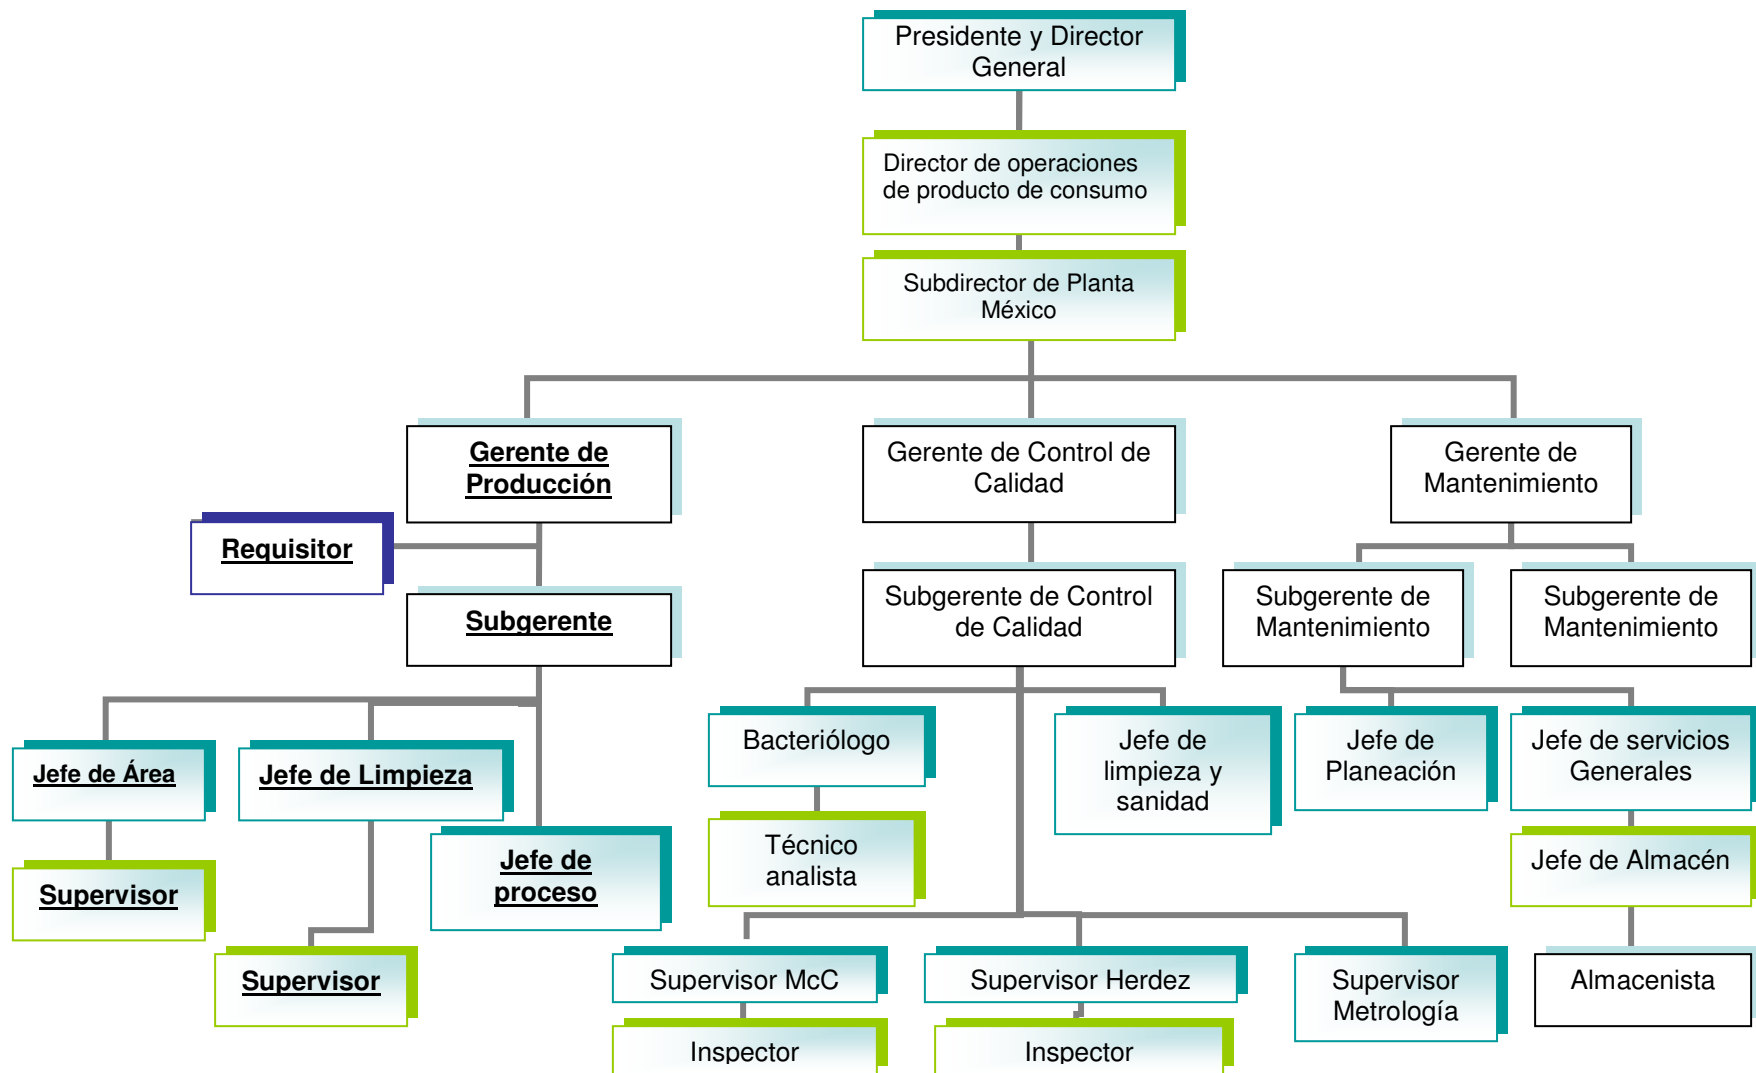 Presidente y Director
General
Director de operaciones
de producto de consumo
Subdirector de Planta
México
Gerente de
Producción
Gerente de Control de
Calidad
Gerente de
Mantenimiento
Requisitor
Subgerente
Subgerente de Control
de Calidad
Subgerente de
Mantenimiento
Subgerente de
Mantenimiento
Jefe de Área
Jefe de Limpieza
Jefe de
proceso
Bacteriólogo
Jefe de
limpieza y
sanidad
Jefe de
Planeación
Jefe de servicios
Generales
Supervisor
Supervisor
Técnico
analista
Jefe de Almacén
Supervisor McC
Supervisor Herdez
Supervisor
Metrología
Almacenista
Inspector
Inspector